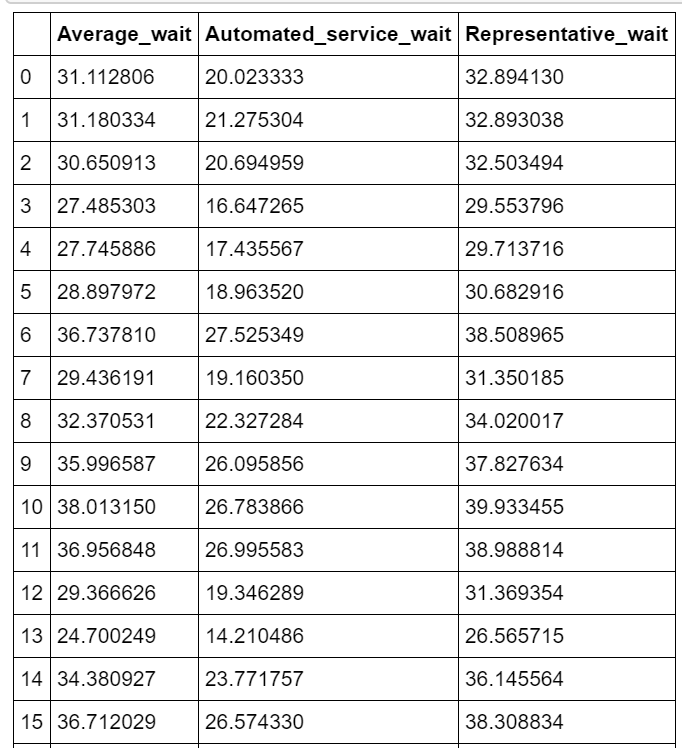 Average_wait Automated_service_wait Representative_wait
0 31.112806 20.023333 32.894130
1 31.180334 21.275304 32.893038
2 30.650913 20.694959 32.503494
3 27.485303 16.647265 29.553796
4 27.745886 17.435567 29.713716
5 28.897972 18.963520 30.682916
6 36.737810 27.525349 38.508965
7 29.436191 19.160350 31.350185
8 32.370531 22.327284 34.020017
9 35.996587 26.095856 37.827634
10 38.013150 26.783866 39.933455
11 36.956848 26.995583 38.988814
12 29.366626 19.346289 31.369354
13 24.700249 14.210486 26.565715
14 34.380927 23.771757 36.145564
15 36.712029 26.574330 38.308834